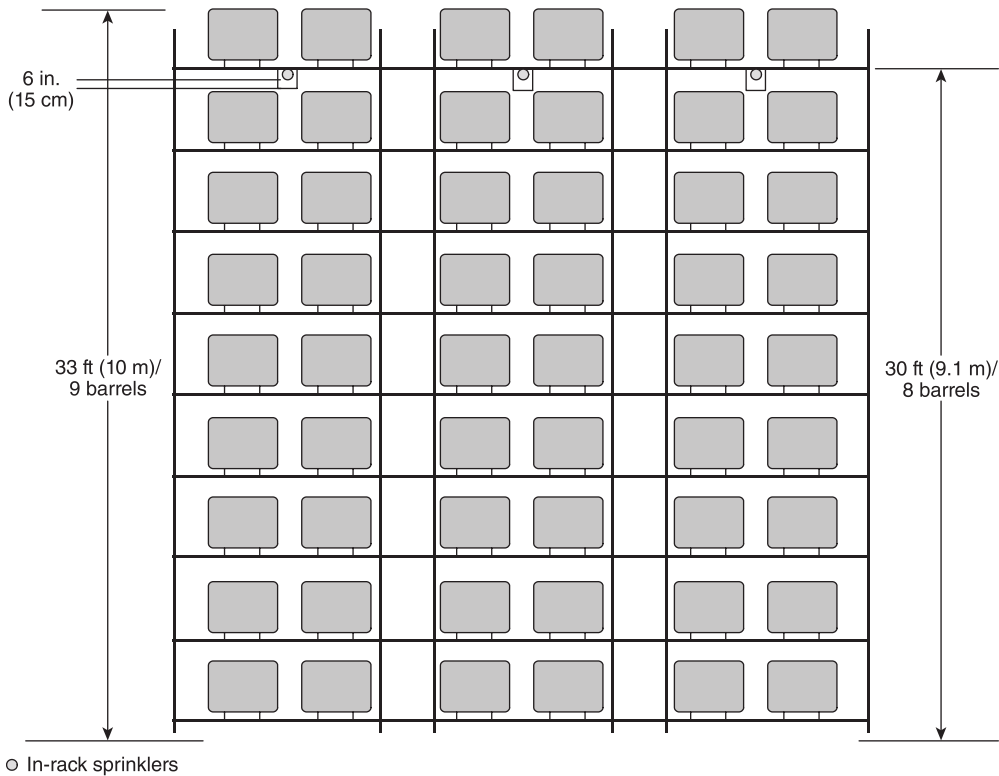 6 in.
(15 cm)
33 ft (10 m)/
9 barrels
30 ft (9.1 m)/
8 barrels
In-rack sprinklers